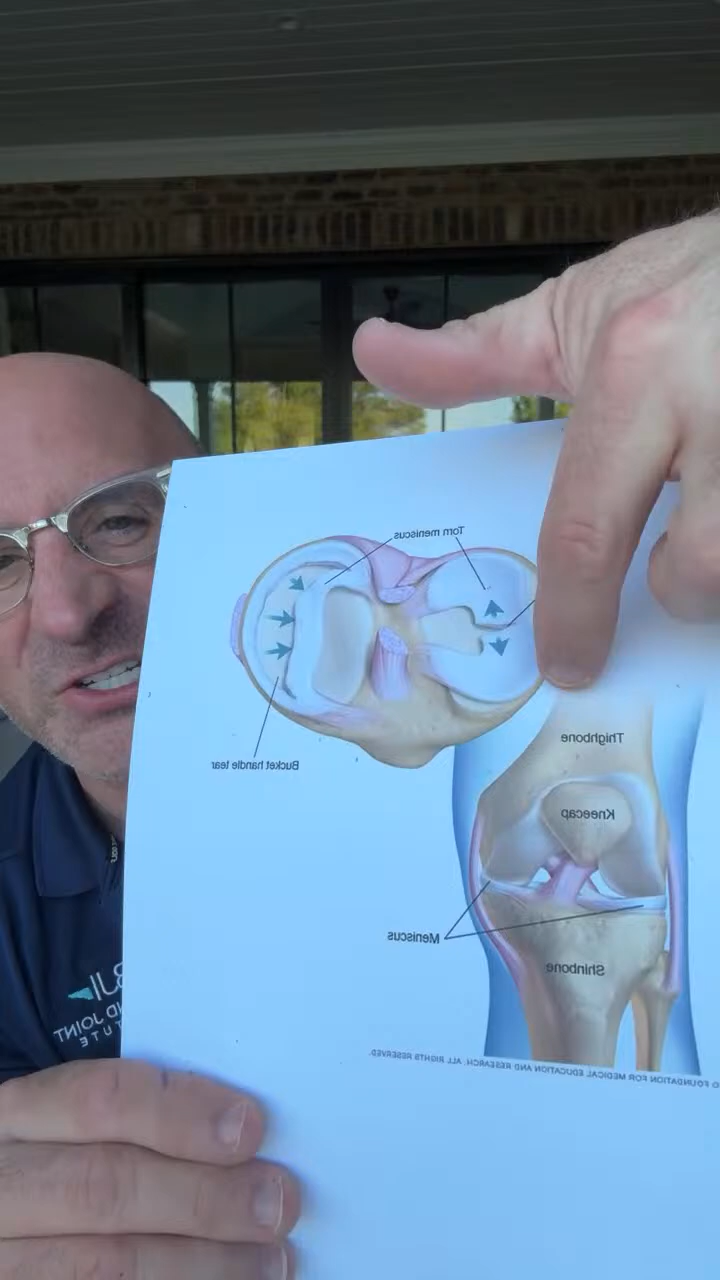 Torn meniscus
Bucket handle tear
Thighbone
Kneecap
Meniscus
Shinbone
FOUNDATION FOR MEDICAL EDUCATION AND RESEARCH. ALL RIGHTS RESERVED.
BJI
JOINT